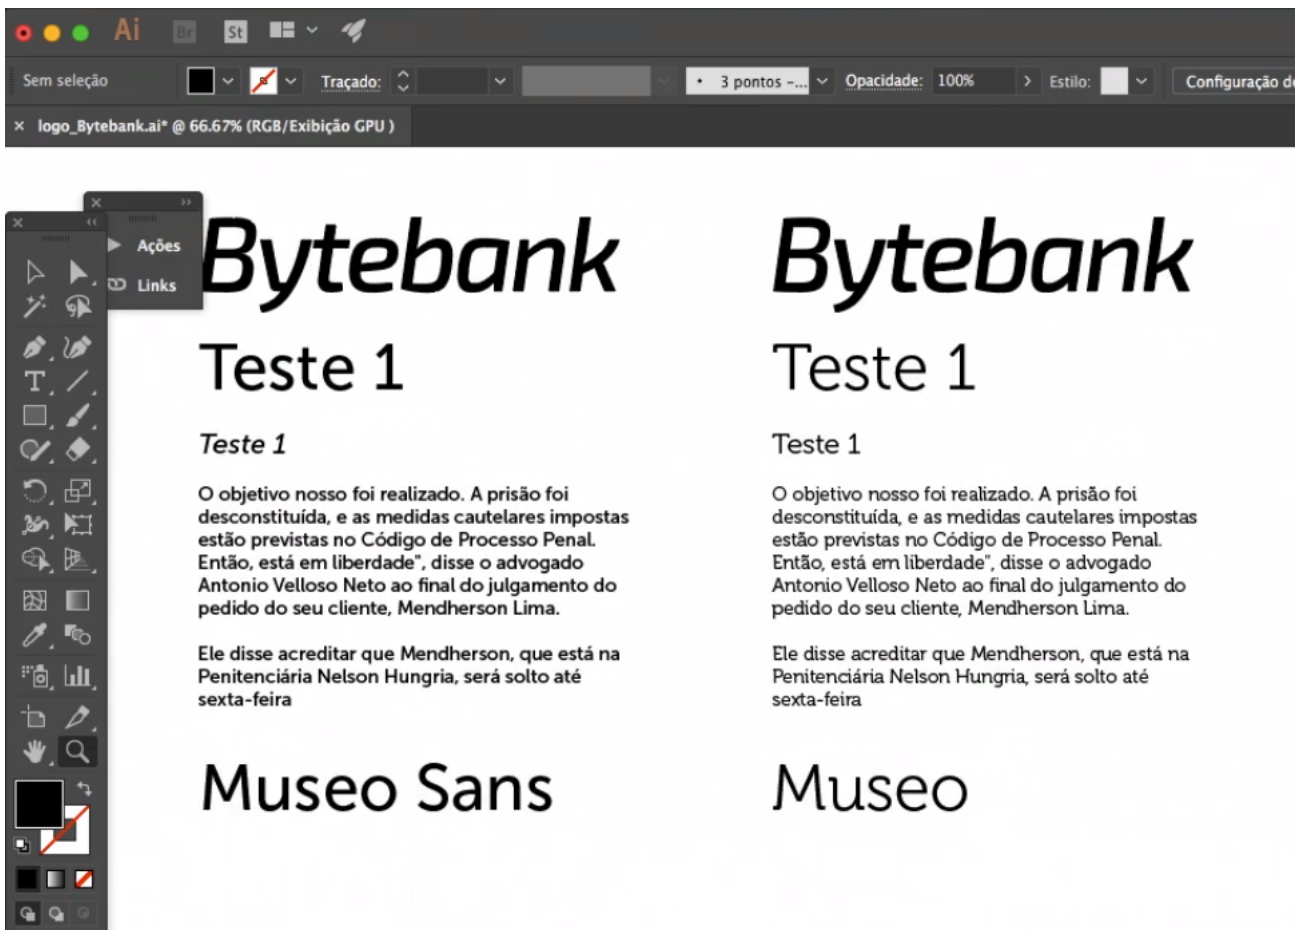 Ai Br St
Sem seleção Traçado: 3 pontos –... Opacidade: 100% Estilo: Configuração de
× logo_Bytebank.ai* @ 66.67% (RGB/Exibição GPU )
Ações
Links
T
Bytebank
Teste 1
Teste 1
O objetivo nosso foi realizado. A prisão foi
desconstituída, e as medidas cautelares impostas
estão previstas no Código de Processo Penal.
Então, está em liberdade", disse o advogado
Antonio Velloso Neto ao final do julgamento do
pedido do seu cliente, Mendherson Lima.
Ele disse acreditar que Mendherson, que está na
Penitenciária Nelson Hungria, será solto até
sexta-feira
Museo Sans
Bytebank
Teste 1
Teste 1
O objetivo nosso foi realizado. A prisão foi
desconstituída, e as medidas cautelares impostas
estão previstas no Código de Processo Penal.
Então, está em liberdade", disse o advogado
Antonio Velloso Neto ao final do julgamento do
pedido do seu cliente, Mendherson Lima.
Ele disse acreditar que Mendherson, que está na
Penitenciária Nelson Hungria, será solto até
sexta-feira
Museo